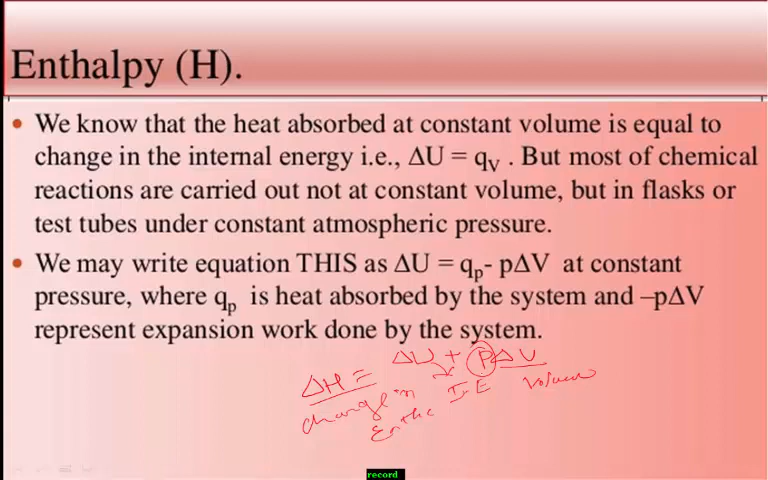 Enthalpy (H).
• We know that the heat absorbed at constant volume is equal to
change in the internal energy i.e., ΔU = qV . But most of chemical
reactions are carried out not at constant volume, but in flasks or
test tubes under constant atmospheric pressure.
• We may write equation THIS as ΔU = qp- pΔV at constant
pressure, where qp is heat absorbed by the system and –pΔV
represent expansion work done by the system.
ΔH = ΔU + PΔV
change in I.E volume
Enthe
record